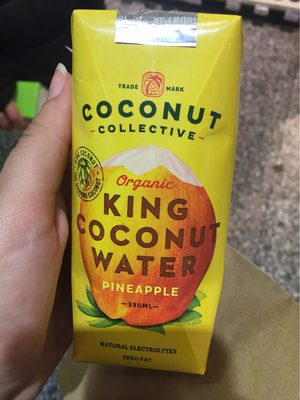 TRADE MARK
COCONUT
COLLECTIVE
Organic
KING
COCONUT
WATER
PINEAPPLE
330ML
NATURAL ELECTROLYTES
ZERO FAT